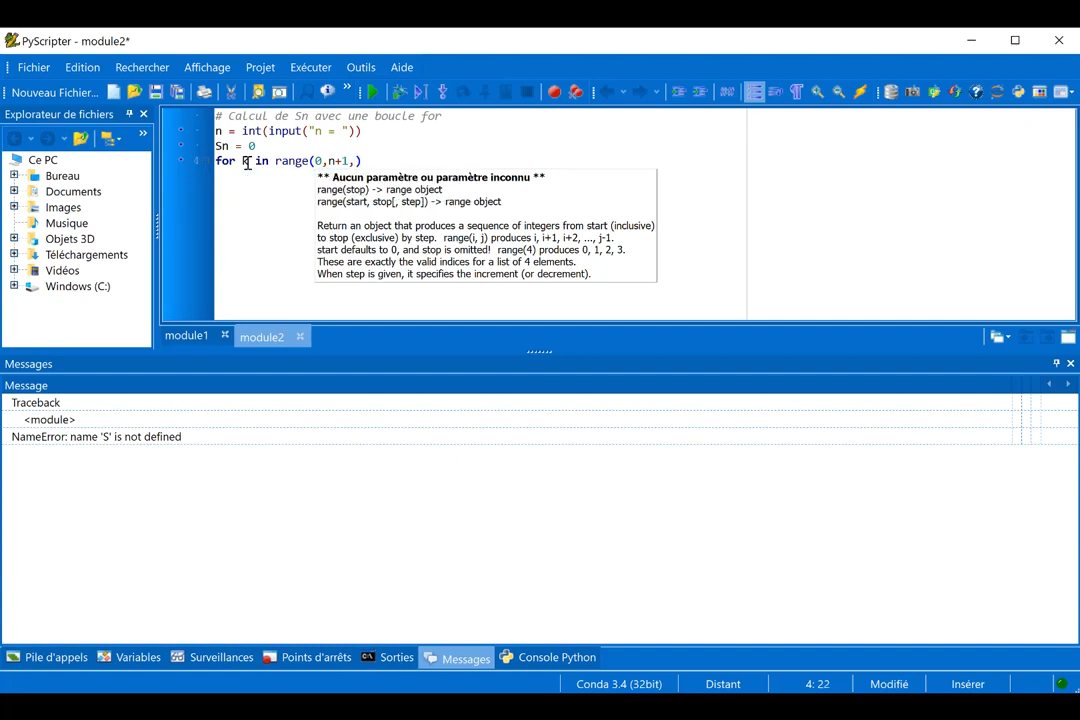 PyScripter - module2*
Fichier Edition Rechercher Affichage Projet Exécuter Outils Aide
Nouveau Fichier...
Explorateur de fichiers
Ce PC
Bureau
Documents
Images
Musique
Objets 3D
Téléchargements
Vidéos
Windows (C:)
# Calcul de Sn avec une boucle for
n = int(input("n = "))
Sn = 0
for in range(0,n+1,)
** Aucun paramètre ou paramètre inconnu **
range(stop) -> range object
range(start, stop[, step]) -> range object
Return an object that produces a sequence of integers from start (inclusive)
to stop (exclusive) by step. range(i, j) produces i, i+1, i+2, ..., j-1.
start defaults to 0, and stop is omitted! range(4) produces 0, 1, 2, 3.
These are exactly the valid indices for a list of 4 elements.
When step is given, it specifies the increment (or decrement).
module1 module2
Messages
Message
Traceback
<module>
NameError: name 'S' is not defined
Pile d'appels Variables Surveillances Points d'arrêts Sorties Messages Console Python
Conda 3.4 (32bit) Distant 4: 22 Modifié Insérer